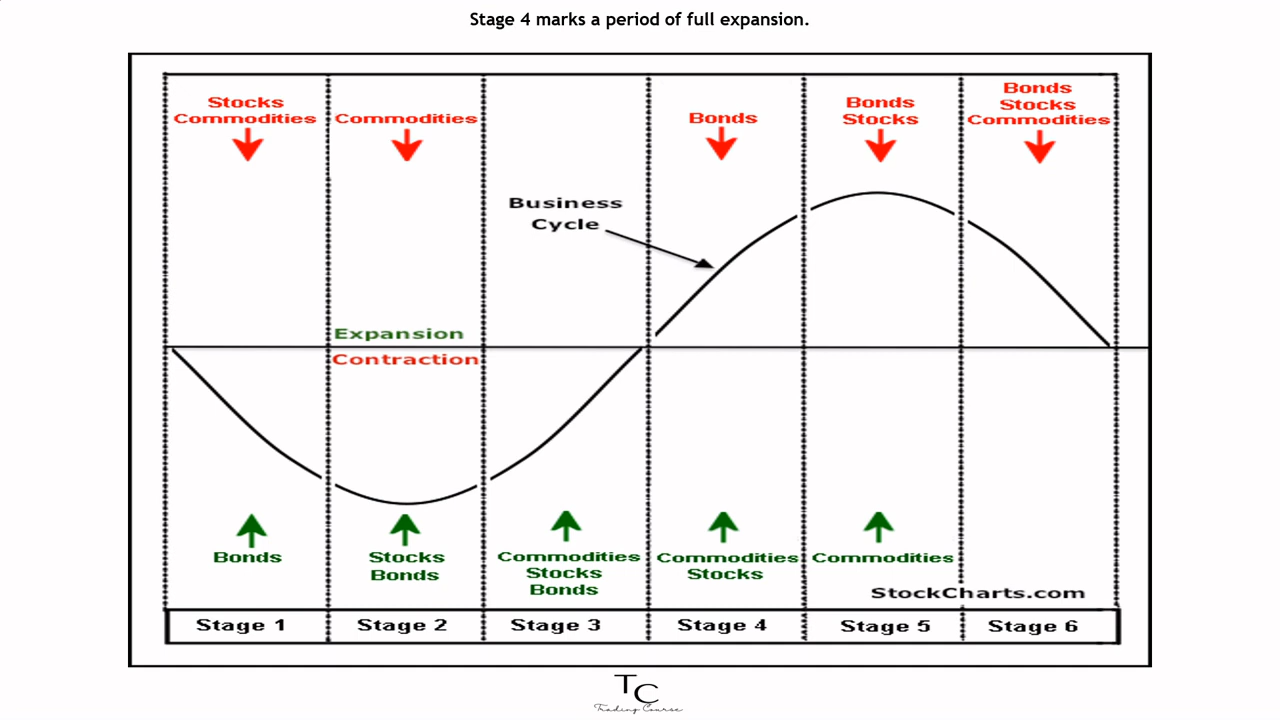 Stage 4 marks a period of full expansion.
Stocks
Commodities
Commodities
Bonds
Bonds
Stocks
Bonds
Stocks
Commodities
Business
Cycle
Expansion
Contraction
Bonds
Stocks
Bonds
Commodities
Stocks
Bonds
Commodities
Stocks
Commodities
StockCharts.com
Stage 1
Stage 2
Stage 3
Stage 4
Stage 5
Stage 6
TC
Trading Course